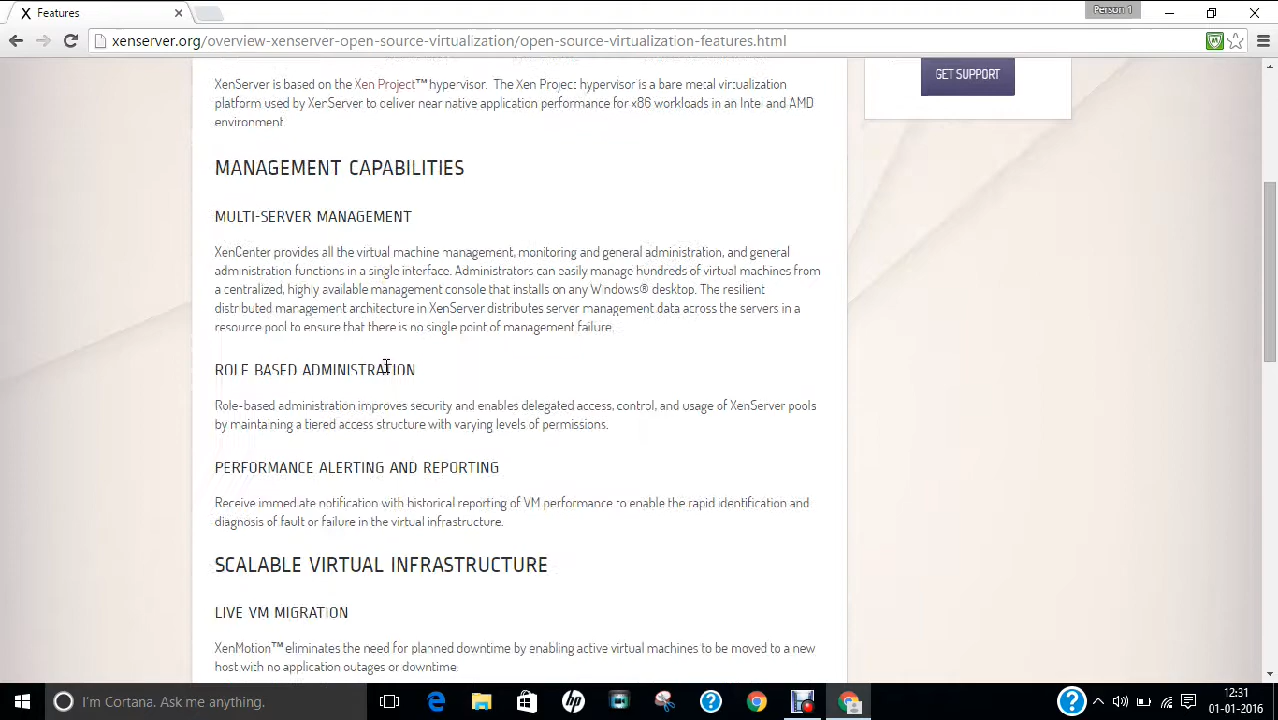 Features
Person 1
xenserver.org/overview-xenserver-open-source-virtualization/open-source-virtualization-features.html
XenServer is based on the Xen Project™ hypervisor. The Xen Project hypervisor is a bare metal virtualization
platform used by XenServer to deliver near native application performance for x86 workloads in an Intel and AMD
environment.
GET SUPPORT
MANAGEMENT CAPABILITIES
MULTI-SERVER MANAGEMENT
XenCenter provides all the virtual machine management, monitoring and general administration, and general
administration functions in a single interface. Administrators can easily manage hundreds of virtual machines from
a centralized, highly available management console that installs on any Windows® desktop. The resilient
distributed management architecture in XenServer distributes server management data across the servers in a
resource pool to ensure that there is no single point of management failure.
ROLE BASED ADMINISTRATION
Role-based administration improves security and enables delegated access, control, and usage of XenServer pools
by maintaining a tiered access structure with varying levels of permissions.
PERFORMANCE ALERTING AND REPORTING
Receive immediate notification with historical reporting of VM performance to enable the rapid identification and
diagnosis of fault or failure in the virtual infrastructure.
SCALABLE VIRTUAL INFRASTRUCTURE
LIVE VM MIGRATION
XenMotion™ eliminates the need for planned downtime by enabling active virtual machines to be moved to a new
host with no application outages or downtime.
I'm Cortana. Ask me anything.
12:31
01-01-2016